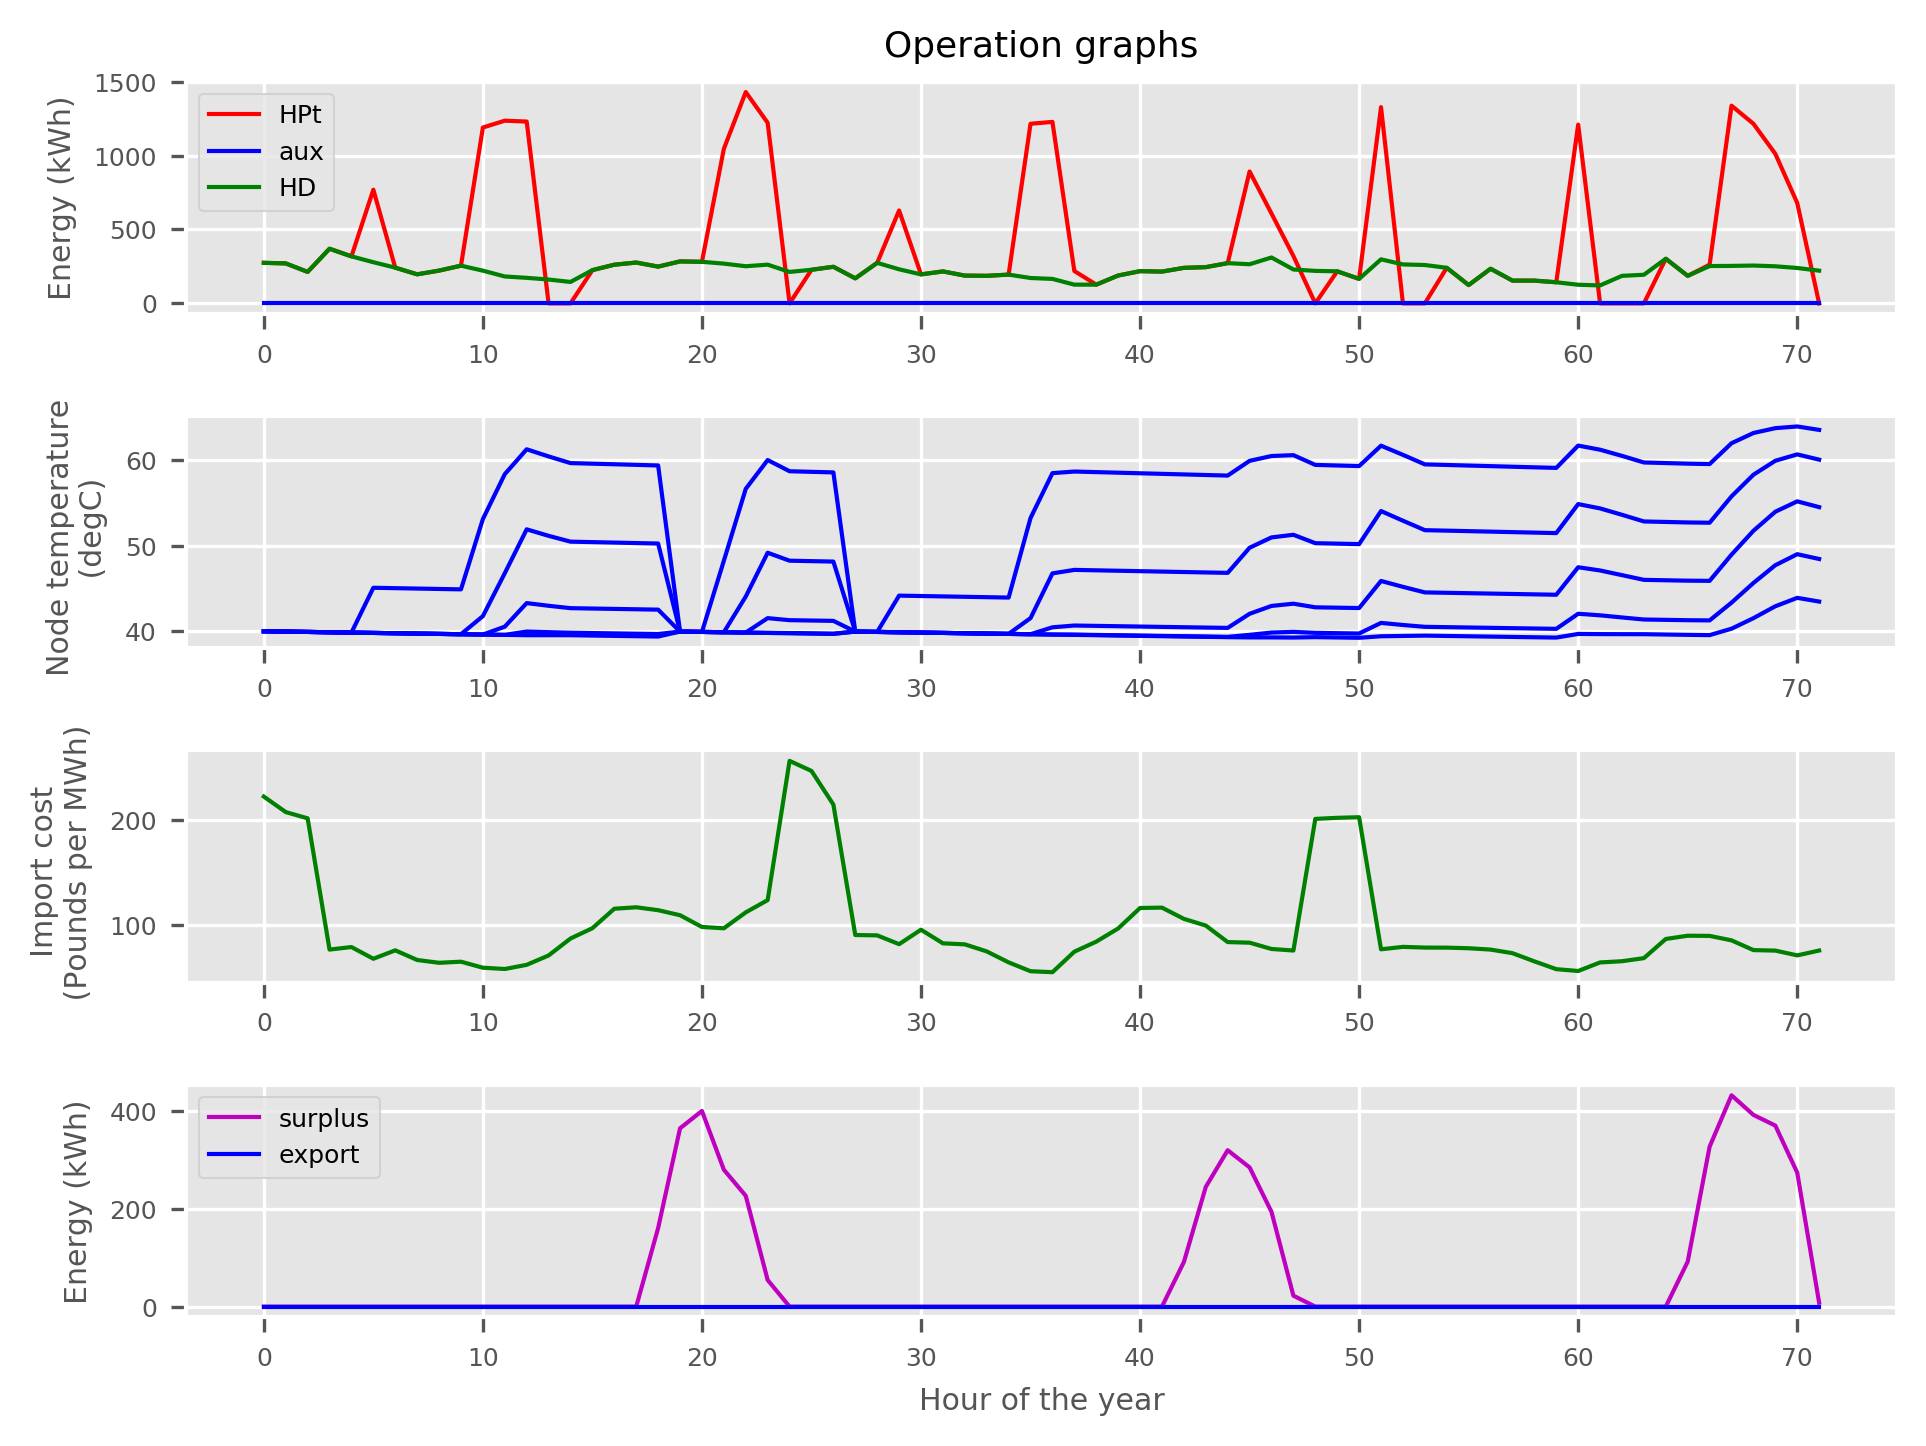 Operation graphs
Energy (kWh)
1500
1000
500
0
HPt
aux
HD
0 10 20 30 40 50 60 70
Node temperature
(degC)
60
50
40
0 10 20 30 40 50 60 70
Import cost
(Pounds per MWh)
200
100
0 10 20 30 40 50 60 70
Energy (kWh)
400
200
0
surplus
export
0 10 20 30 40 50 60 70
Hour of the year